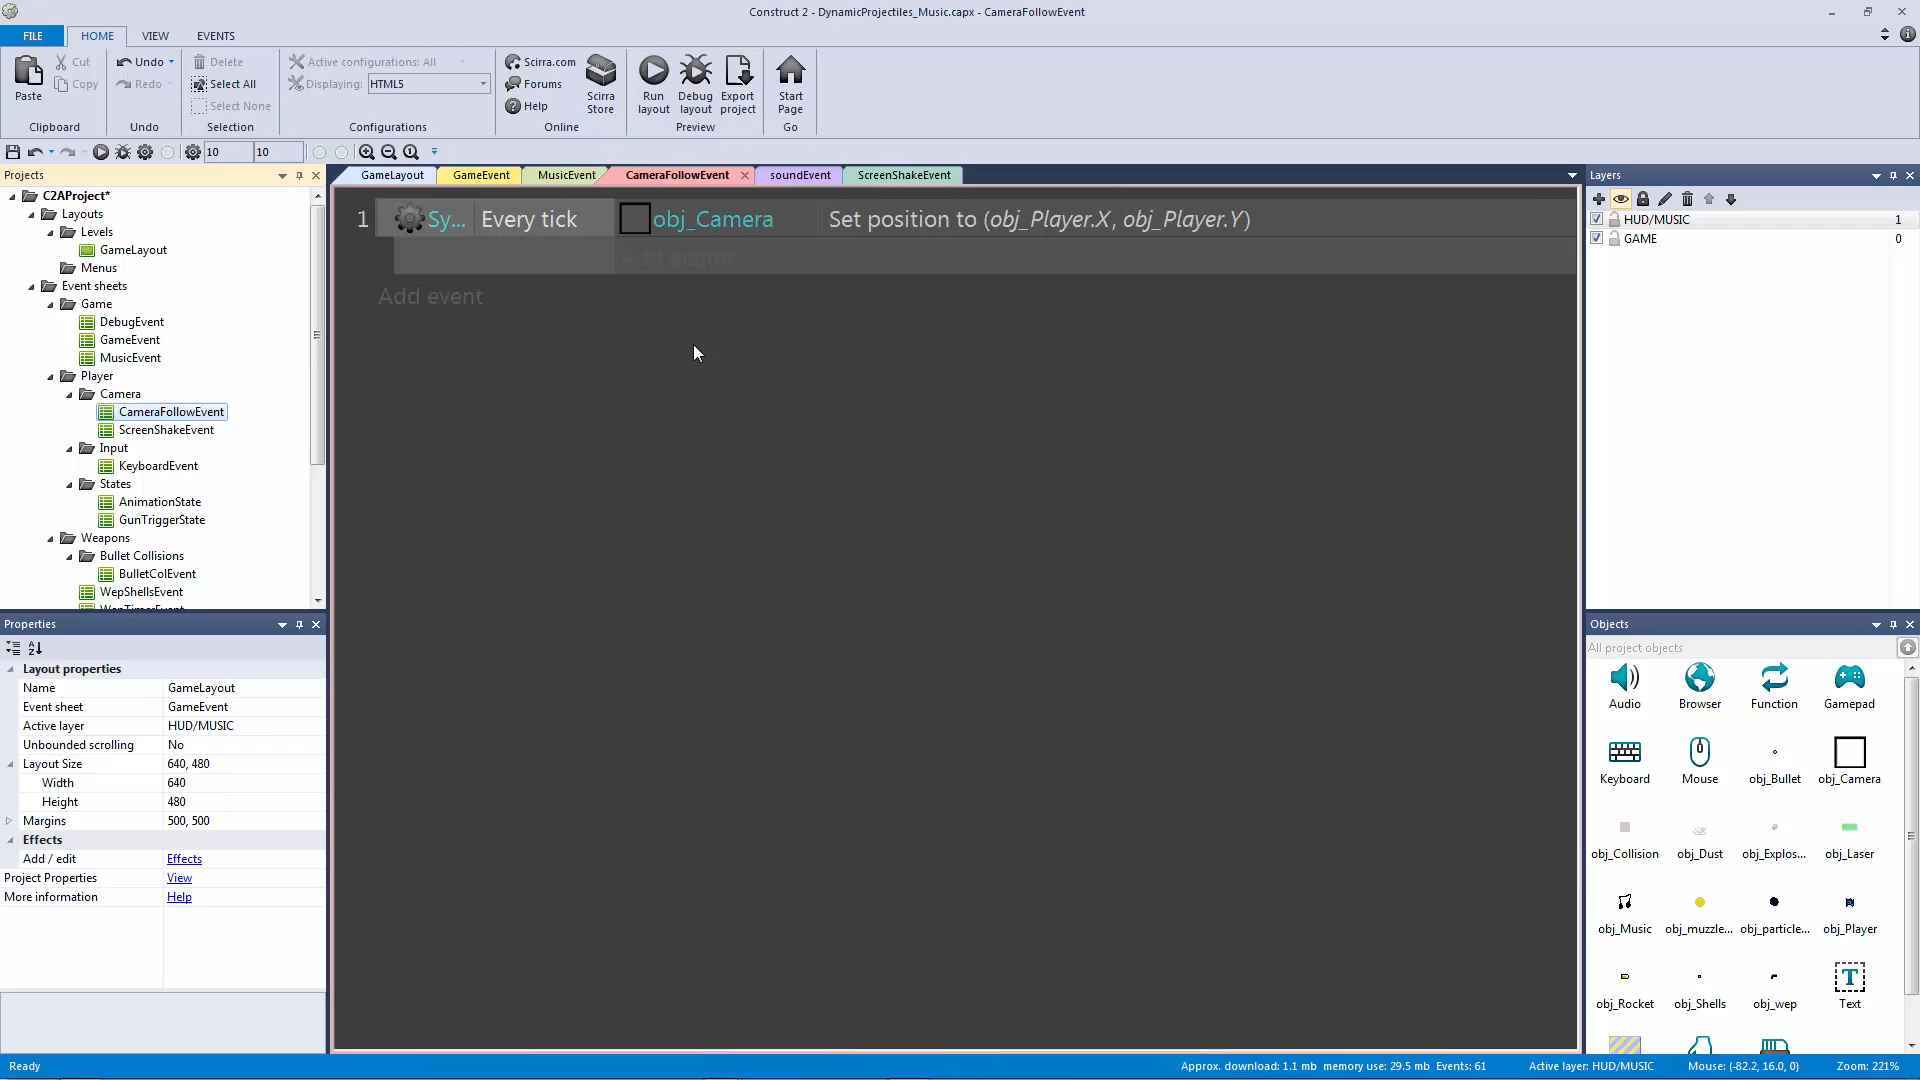 Construct 2 - DynamicProjectiles_Music.capx - CameraFollowEvent
FILE
HOME
VIEW
EVENTS
Paste
Cut
Copy
Clipboard
Undo
Redo
Undo
Delete
Select All
Select None
Selection
Active configurations: All
Displaying:
HTML5
Configurations
Scirra.com
Forums
Help
Scirra Store
Online
Run layout
Debug layout
Export project
Preview
Start Page
Go
10
10
Projects
C2AProject*
Layouts
Levels
GameLayout
Menus
Event sheets
Game
DebugEvent
GameEvent
MusicEvent
Player
Camera
CameraFollowEvent
ScreenShakeEvent
Input
KeyboardEvent
States
AnimationState
GunTriggerState
Weapons
Bullet Collisions
BulletColEvent
WepShellsEvent
WepTimerEvent
Properties
Layout properties
Name GameLayout
Event sheet GameEvent
Active layer HUD/MUSIC
Unbounded scrolling No
Layout Size 640, 480
Width 640
Height 480
Margins 500, 500
Effects
Add / edit Effects
Project Properties View
More information Help
GameLayout
GameEvent
MusicEvent
CameraFollowEvent
soundEvent
ScreenShakeEvent
1 Sy... Every tick obj_Camera Set position to (obj_Player.X, obj_Player.Y)
Add action
Add event
Layers
HUD/MUSIC 1
GAME 0
Objects
All project objects
Audio Browser Function Gamepad
Keyboard Mouse obj_Bullet obj_Camera
obj_Collision obj_Dust obj_Explos... obj_Laser
obj_Music obj_muzzle... obj_particle... obj_Player
obj_Rocket obj_Shells obj_wep Text
T
Ready
Approx. download: 1.1 mb memory use: 29.5 mb Events: 61
Active layer: HUD/MUSIC
Mouse: (-82.2, 16.0, 0)
Zoom: 221%